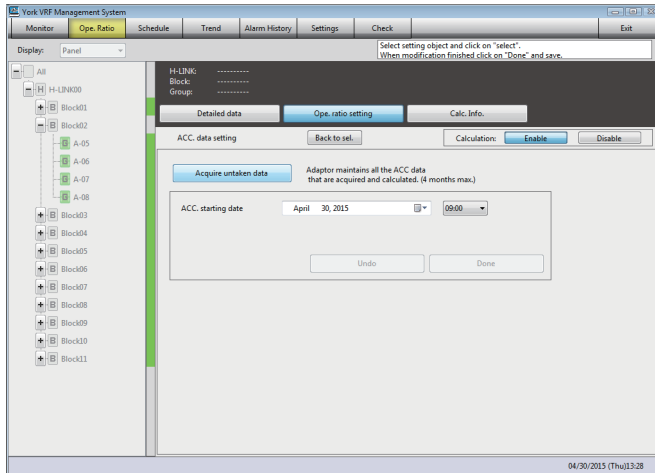 York VRF Management System
Monitor Ope. Ratio Schedule Trend Alarm History Settings Check Exit
Display: Panel
Select setting object and click on "select".
When modification finished click on "Done" and save.
All
H H-LINK00
B Block01
B Block02
G A-05
G A-06
G A-07
G A-08
B Block03
B Block04
B Block05
B Block06
B Block07
B Block08
B Block09
B Block10
B Block11
H-LINK: ----------
Block: ----------
Group: ----------
Detailed data Ope. ratio setting Calc. Info.
ACC. data setting Back to sel. Calculation: Enable Disable
Acquire untaken data
Adaptor maintains all the ACC data
that are acquired and calculated. (4 months max.)
ACC. starting date April 30, 2015 09:00
Undo Done
04/30/2015 (Thu)13:28